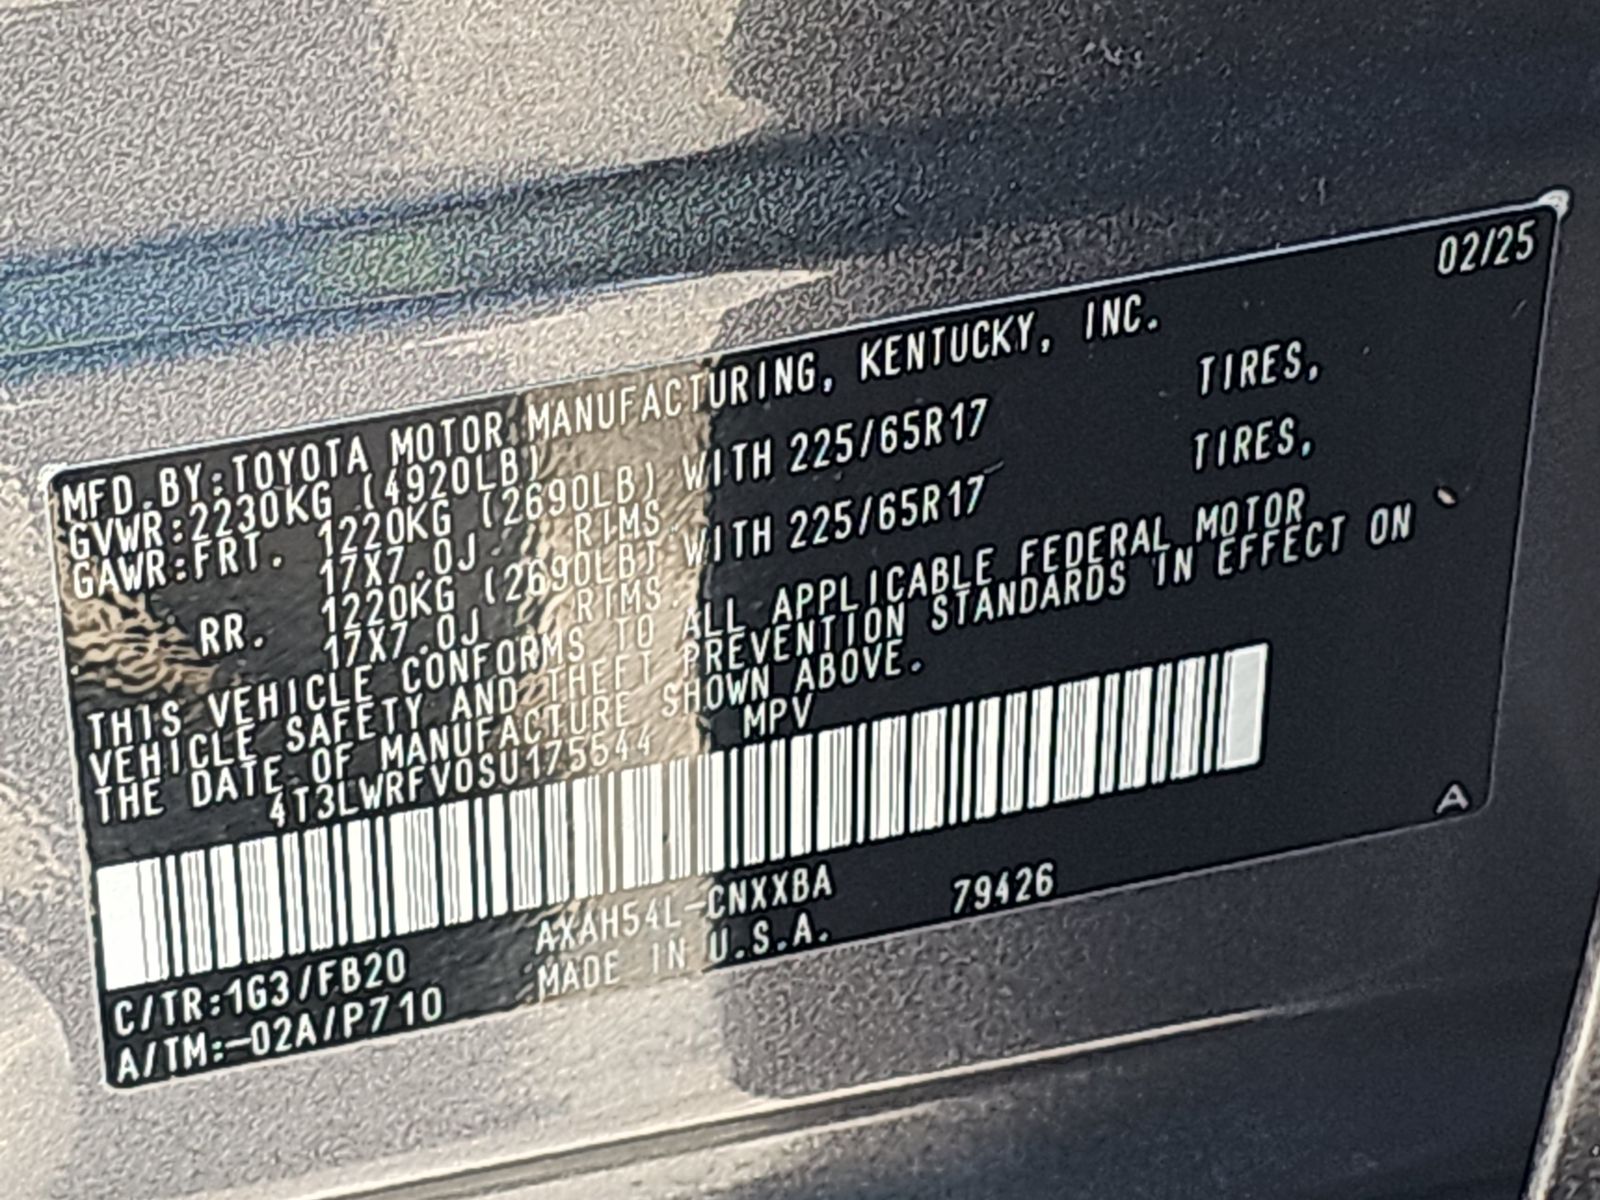 02/25
MFD.BY:TOYOTA MOTOR MANUFACTURING, KENTUCKY, INC.
GVWR:2230KG (4920LB)
GAWR:FRT. 1220KG (2690LB) WITH 225/65R17 TIRES,
17X7.0J RIMS.
RR. 1220KG (2690LB) WITH 225/65R17 TIRES,
17X7.0J RIMS.
THIS VEHICLE CONFORMS TO ALL APPLICABLE FEDERAL MOTOR
VEHICLE SAFETY AND THEFT PREVENTION STANDARDS IN EFFECT ON
THE DATE OF MANUFACTURE SHOWN ABOVE.
4T3LWRFV0SU175544 MPV
A
C/TR:1G3/FB20 AXAH54L-CNXXBA 79426
A/TM:-02A/P710 MADE IN U.S.A.